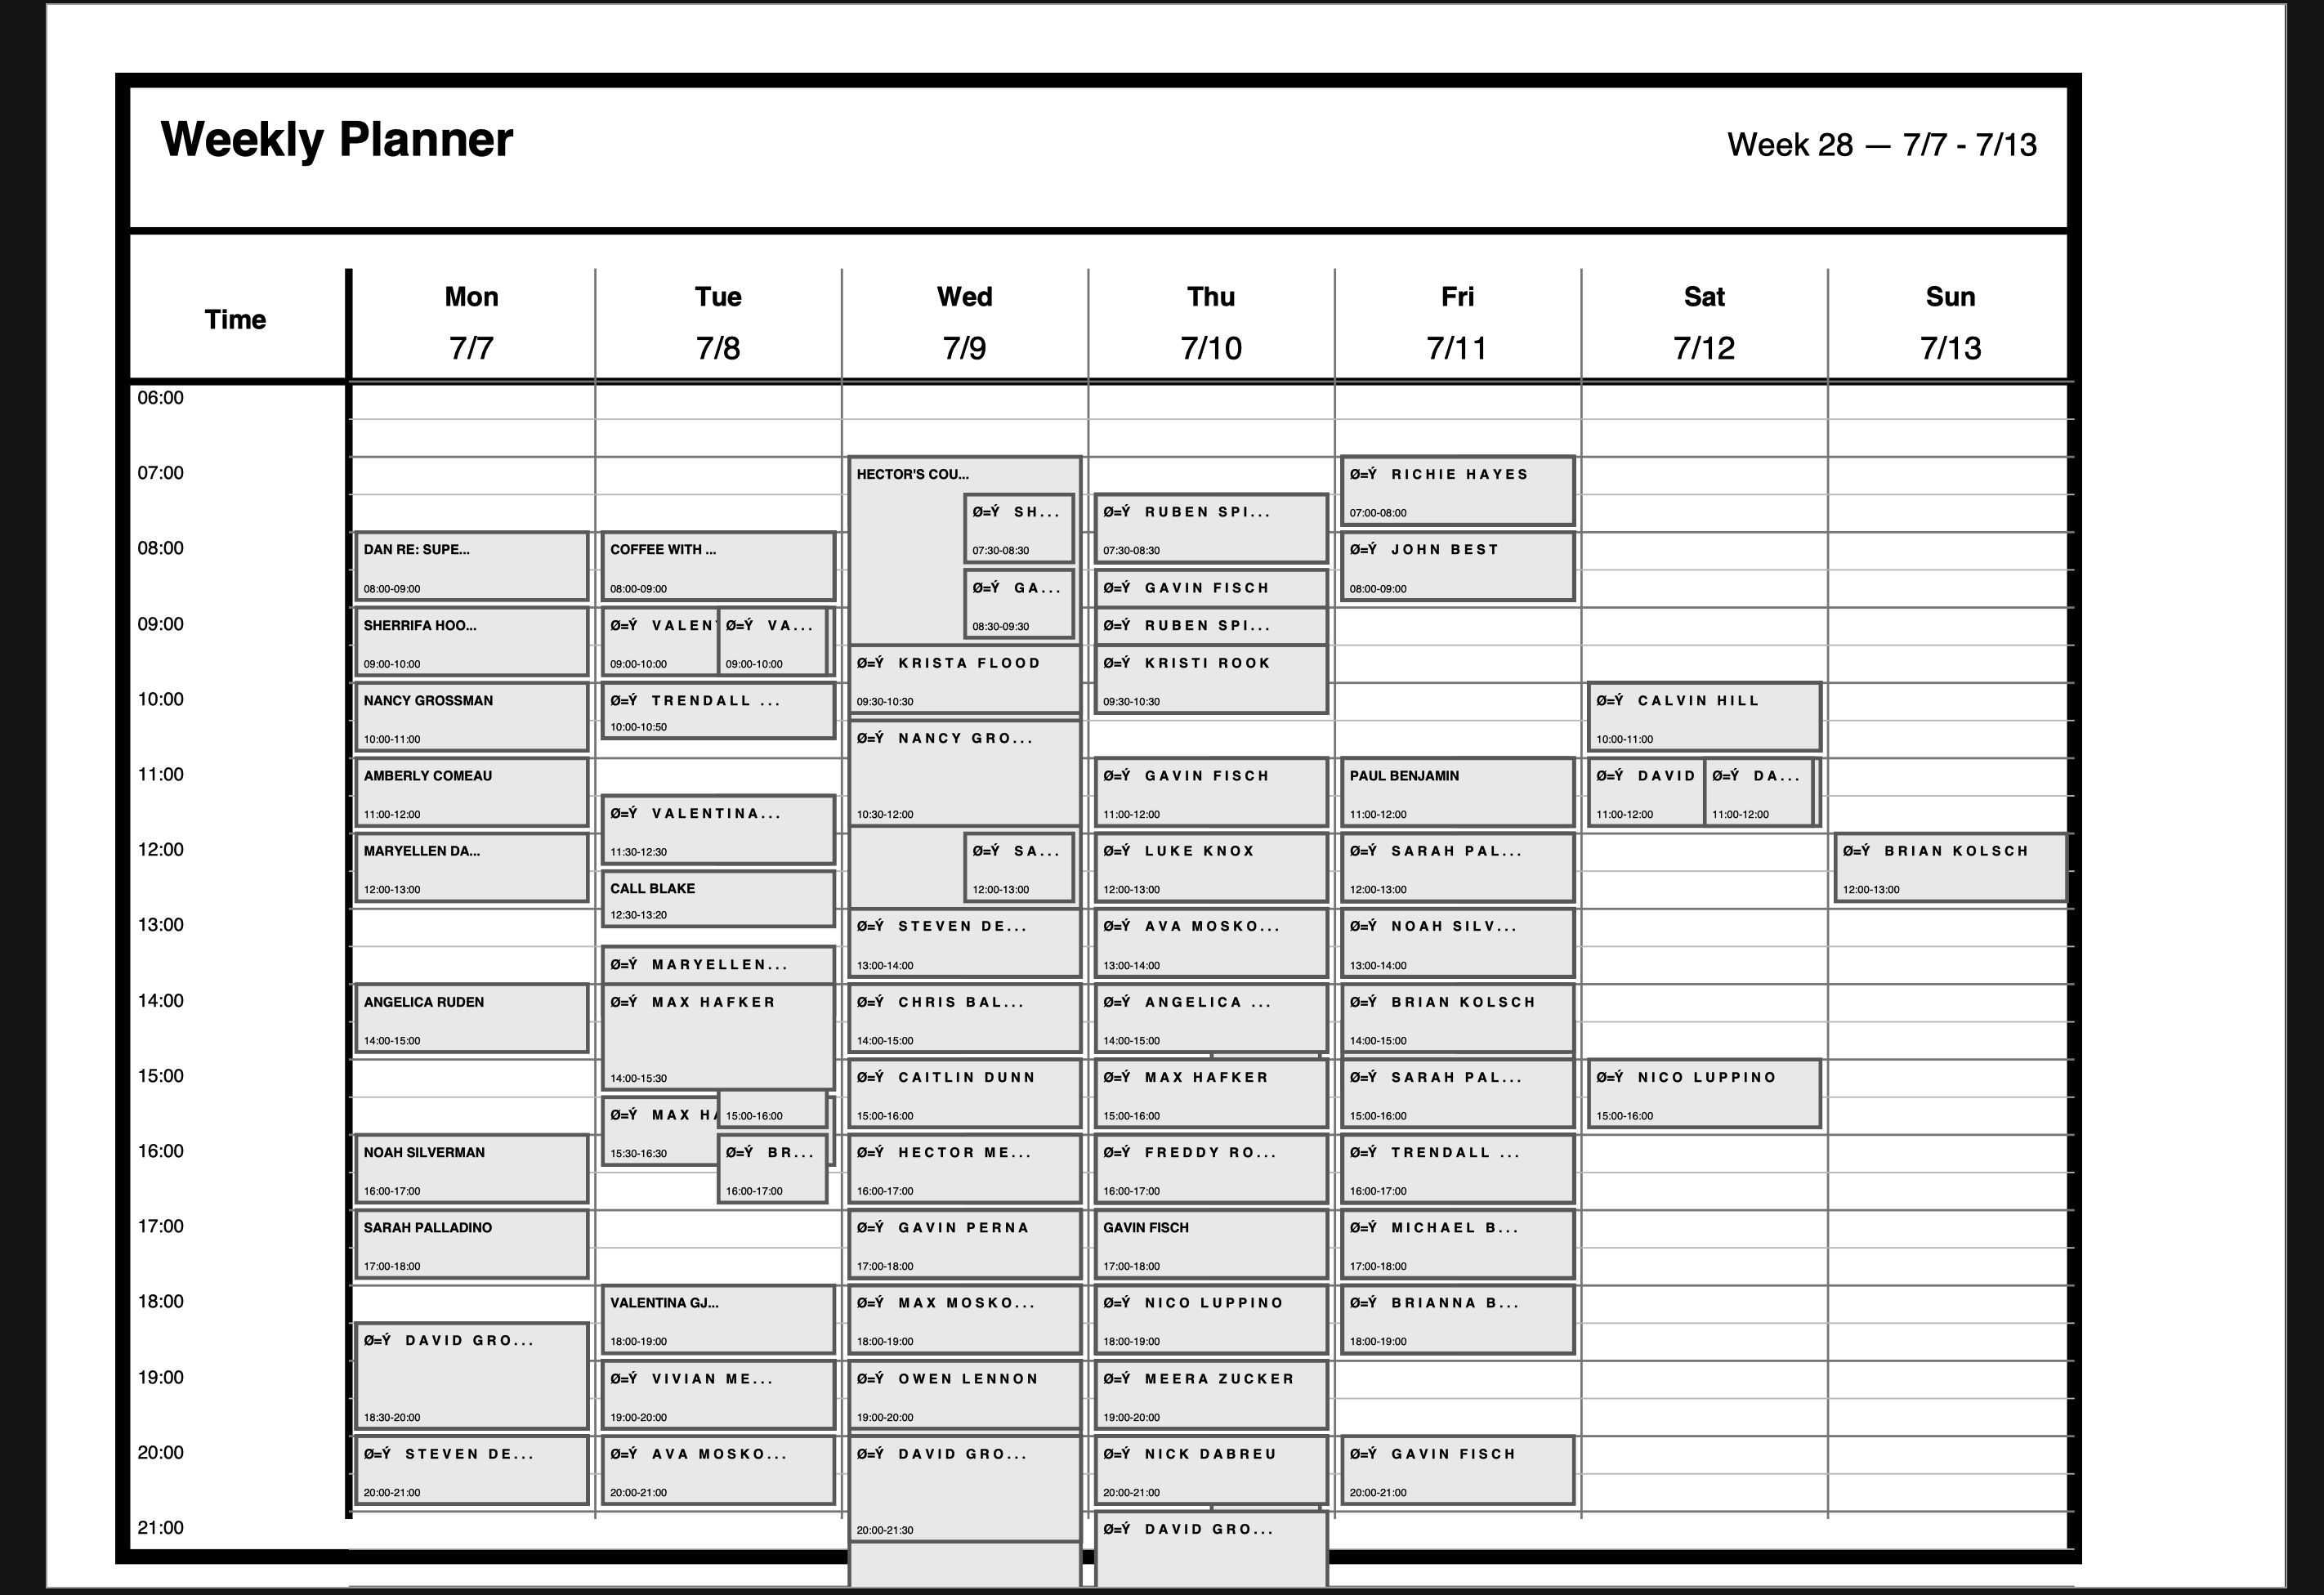 Weekly Planner
Week 28 — 7/7 - 7/13
Time
Mon
7/7
Tue
7/8
Wed
7/9
Thu
7/10
Fri
7/11
Sat
7/12
Sun
7/13
06:00
07:00
08:00
09:00
10:00
11:00
12:00
13:00
14:00
15:00
16:00
17:00
18:00
19:00
20:00
21:00
DAN RE: SUPE...
08:00-09:00
SHERRIFA HOO...
09:00-10:00
NANCY GROSSMAN
10:00-11:00
AMBERLY COMEAU
11:00-12:00
MARYELLEN DA...
12:00-13:00
ANGELICA RUDEN
14:00-15:00
NOAH SILVERMAN
16:00-17:00
SARAH PALLADINO
17:00-18:00
Ø=Ý DAVID GRO...
18:30-20:00
Ø=Ý STEVEN DE...
20:00-21:00
COFFEE WITH ...
08:00-09:00
Ø=Ý VALEN
09:00-10:00
Ø=Ý VA...
09:00-10:00
Ø=Ý TRENDALL ...
10:00-10:50
Ø=Ý VALENTINA...
11:30-12:30
CALL BLAKE
12:30-13:20
Ø=Ý MARYELLEN...
Ø=Ý MAX HAFKER
14:00-15:30
Ø=Ý MAX HA
15:30-16:30
15:00-16:00
Ø=Ý BR...
16:00-17:00
VALENTINA GJ...
18:00-19:00
Ø=Ý VIVIAN ME...
19:00-20:00
Ø=Ý AVA MOSKO...
20:00-21:00
HECTOR'S COU...
Ø=Ý SH...
07:30-08:30
Ø=Ý GA...
08:30-09:30
Ø=Ý KRISTA FLOOD
09:30-10:30
Ø=Ý NANCY GRO...
10:30-12:00
Ø=Ý SA...
12:00-13:00
Ø=Ý STEVEN DE...
13:00-14:00
Ø=Ý CHRIS BAL...
14:00-15:00
Ø=Ý CAITLIN DUNN
15:00-16:00
Ø=Ý HECTOR ME...
16:00-17:00
Ø=Ý GAVIN PERNA
17:00-18:00
Ø=Ý MAX MOSKO...
18:00-19:00
Ø=Ý OWEN LENNON
19:00-20:00
Ø=Ý DAVID GRO...
20:00-21:30
Ø=Ý RUBEN SPI...
07:30-08:30
Ø=Ý GAVIN FISCH
Ø=Ý RUBEN SPI...
Ø=Ý KRISTI ROOK
09:30-10:30
Ø=Ý GAVIN FISCH
11:00-12:00
Ø=Ý LUKE KNOX
12:00-13:00
Ø=Ý AVA MOSKO...
13:00-14:00
Ø=Ý ANGELICA ...
14:00-15:00
Ø=Ý MAX HAFKER
15:00-16:00
Ø=Ý FREDDY RO...
16:00-17:00
GAVIN FISCH
17:00-18:00
Ø=Ý NICO LUPPINO
18:00-19:00
Ø=Ý MEERA ZUCKER
19:00-20:00
Ø=Ý NICK DABREU
20:00-21:00
Ø=Ý DAVID GRO...
Ø=Ý RICHIE HAYES
07:00-08:00
Ø=Ý JOHN BEST
08:00-09:00
PAUL BENJAMIN
11:00-12:00
Ø=Ý SARAH PAL...
12:00-13:00
Ø=Ý NOAH SILV...
13:00-14:00
Ø=Ý BRIAN KOLSCH
14:00-15:00
Ø=Ý SARAH PAL...
15:00-16:00
Ø=Ý TRENDALL ...
16:00-17:00
Ø=Ý MICHAEL B...
17:00-18:00
Ø=Ý BRIANNA B...
18:00-19:00
Ø=Ý GAVIN FISCH
20:00-21:00
Ø=Ý CALVIN HILL
10:00-11:00
Ø=Ý DAVID
11:00-12:00
Ø=Ý DA...
11:00-12:00
Ø=Ý NICO LUPPINO
15:00-16:00
Ø=Ý BRIAN KOLSCH
12:00-13:00